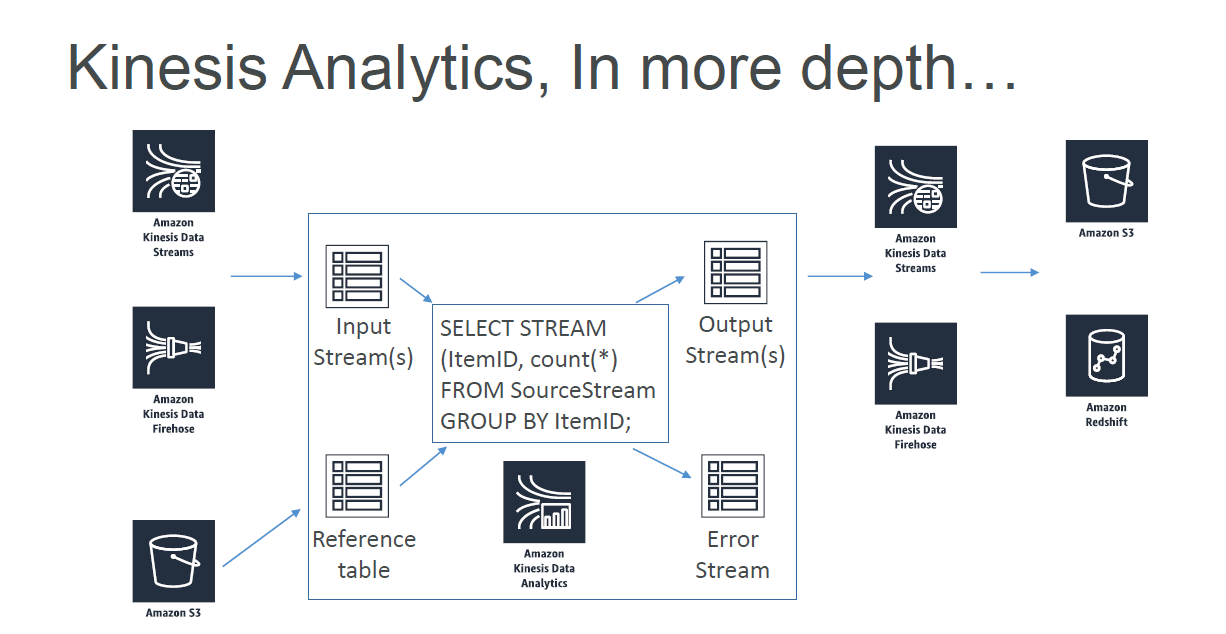 Kinesis Analytics, In more depth…
Amazon
Kinesis Data
Streams
Amazon
Kinesis Data
Firehose
Amazon S3
Input
Stream(s)
Reference
table
SELECT STREAM
(ItemID, count(*)
FROM SourceStream
GROUP BY ItemID;
Amazon
Kinesis Data
Analytics
Output
Stream(s)
Error
Stream
Amazon
Kinesis Data
Streams
Amazon
Kinesis Data
Firehose
Amazon S3
Amazon
Redshift